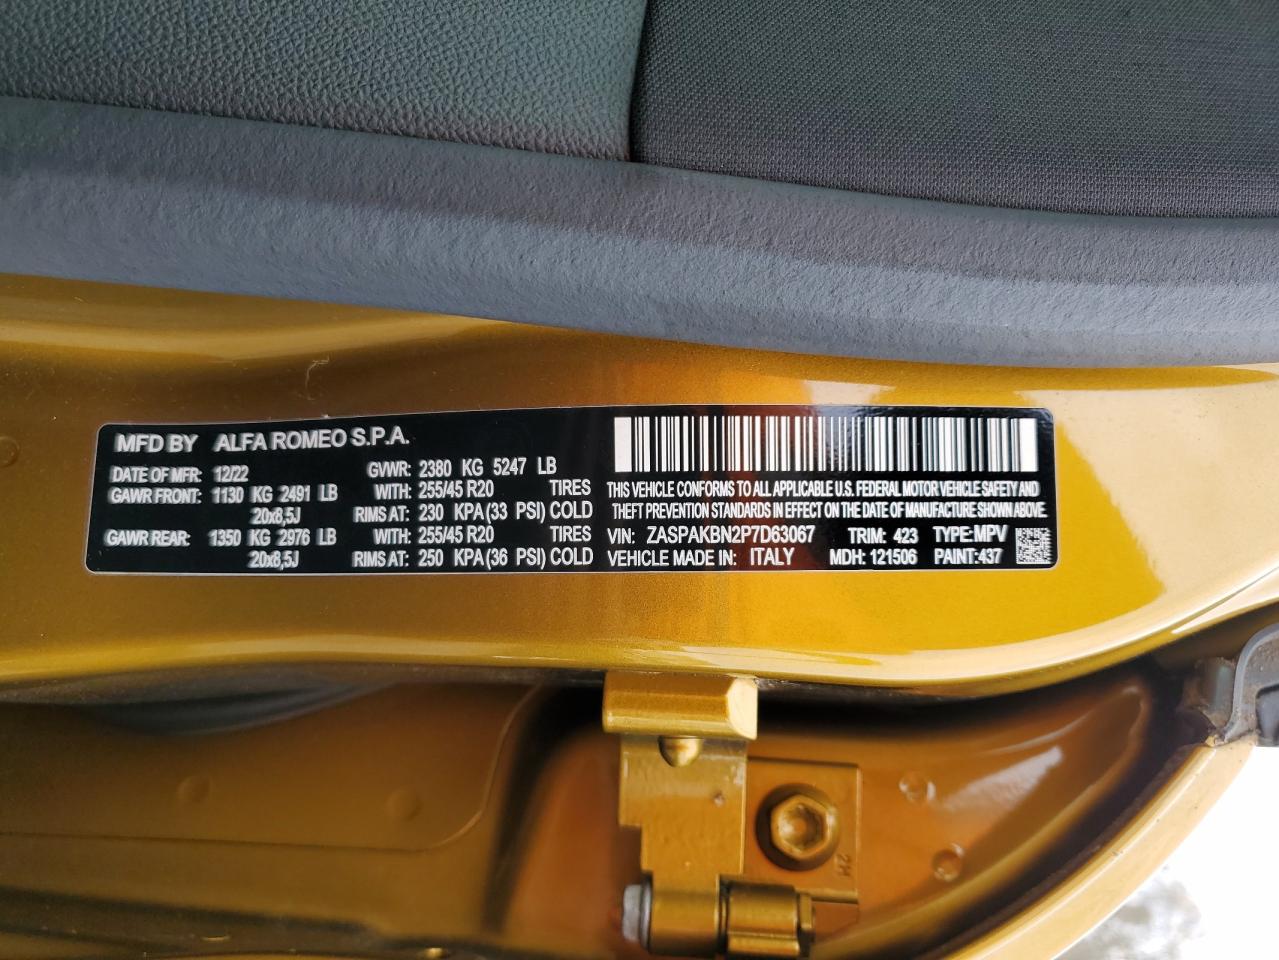 MFD BY ALFA ROMEO S.P.A.
DATE OF MFR: 12/22 GVWR: 2380 KG 5247 LB
GAWR FRONT: 1130 KG 2491 LB WITH: 255/45 R20 TIRES
20x8,5J RIMS AT: 230 KPA(33 PSI) COLD
GAWR REAR: 1350 KG 2976 LB WITH: 255/45 R20 TIRES
20x8,5J RIMS AT: 250 KPA(36 PSI) COLD
THIS VEHICLE CONFORMS TO ALL APPLICABLE U.S. FEDERAL MOTOR VEHICLE SAFETY AND
THEFT PREVENTION STANDARDS IN EFFECT ON THE DATE OF MANUFACTURE SHOWN ABOVE.
VIN: ZASPAKBN2P7D63067 TRIM: 423 TYPE: MPV
VEHICLE MADE IN: ITALY MDH: 121506 PAINT: 437
2H